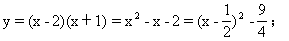 y = (x - 2)(x + 1) = x² - x - 2 = (x - 1/2)² - 9/4；